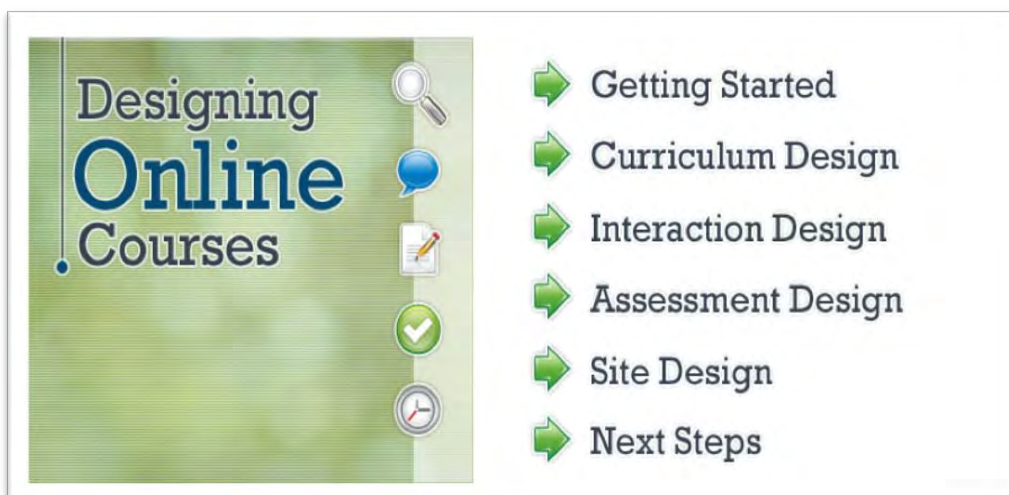 Designing
Online
Courses
Getting Started
Curriculum Design
Interaction Design
Assessment Design
Site Design
Next Steps